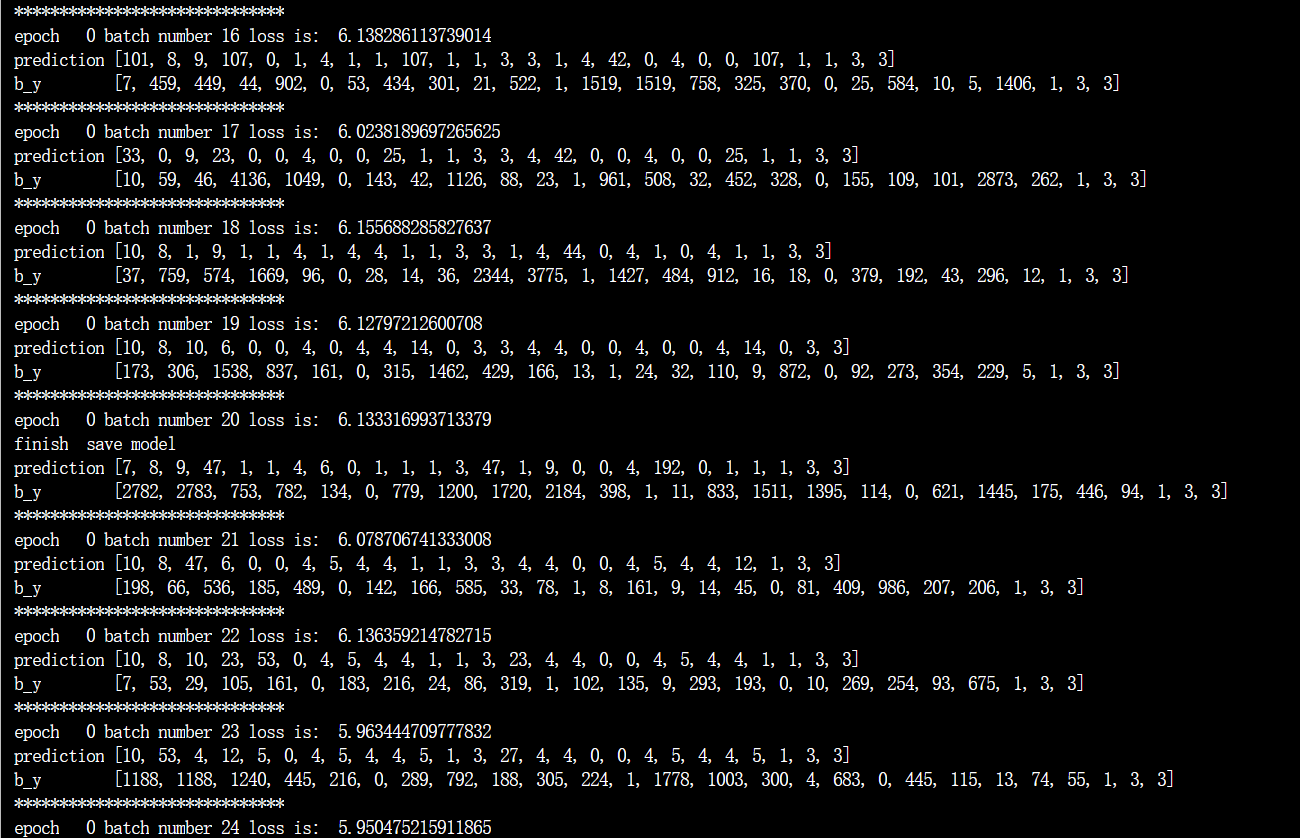 ******************************
epoch   0 batch number 16 loss is:  6.138286113739014
prediction [101, 8, 9, 107, 0, 1, 4, 1, 1, 107, 1, 1, 3, 3, 1, 4, 42, 0, 4, 0, 0, 107, 1, 1, 3, 3]
b_y        [7, 459, 449, 44, 902, 0, 53, 434, 301, 21, 522, 1, 1519, 1519, 758, 325, 370, 0, 25, 584, 10, 5, 1406, 1, 3, 3]
******************************
epoch   0 batch number 17 loss is:  6.0238189697265625
prediction [33, 0, 9, 23, 0, 0, 4, 0, 0, 25, 1, 1, 3, 3, 4, 42, 0, 0, 4, 0, 0, 25, 1, 1, 3, 3]
b_y        [10, 59, 46, 4136, 1049, 0, 143, 42, 1126, 88, 23, 1, 961, 508, 32, 452, 328, 0, 155, 109, 101, 2873, 262, 1, 3, 3]
******************************
epoch   0 batch number 18 loss is:  6.155688285827637
prediction [10, 8, 1, 9, 1, 1, 4, 1, 4, 4, 1, 1, 3, 3, 1, 4, 44, 0, 4, 1, 0, 4, 1, 1, 3, 3]
b_y        [37, 759, 574, 1669, 96, 0, 28, 14, 36, 2344, 3775, 1, 1427, 484, 912, 16, 18, 0, 379, 192, 43, 296, 12, 1, 3, 3]
******************************
epoch   0 batch number 19 loss is:  6.12797212600708
prediction [10, 8, 10, 6, 0, 0, 4, 0, 4, 4, 14, 0, 3, 3, 4, 4, 0, 0, 4, 0, 0, 4, 14, 0, 3, 3]
b_y        [173, 306, 1538, 837, 161, 0, 315, 1462, 429, 166, 13, 1, 24, 32, 110, 9, 872, 0, 92, 273, 354, 229, 5, 1, 3, 3]
******************************
epoch   0 batch number 20 loss is:  6.133316993713379
finish  save model
prediction [7, 8, 9, 47, 1, 1, 4, 6, 0, 1, 1, 1, 3, 47, 1, 9, 0, 0, 4, 192, 0, 1, 1, 1, 3, 3]
b_y        [2782, 2783, 753, 782, 134, 0, 779, 1200, 1720, 2184, 398, 1, 11, 833, 1511, 1395, 114, 0, 621, 1445, 175, 446, 94, 1, 3, 3]
******************************
epoch   0 batch number 21 loss is:  6.078706741333008
prediction [10, 8, 47, 6, 0, 0, 4, 5, 4, 4, 1, 1, 3, 3, 4, 4, 0, 0, 4, 5, 4, 4, 12, 1, 3, 3]
b_y        [198, 66, 536, 185, 489, 0, 142, 166, 585, 33, 78, 1, 8, 161, 9, 14, 45, 0, 81, 409, 986, 207, 206, 1, 3, 3]
******************************
epoch   0 batch number 22 loss is:  6.136359214782715
prediction [10, 8, 10, 23, 53, 0, 4, 5, 4, 4, 1, 1, 3, 23, 4, 4, 0, 0, 4, 5, 4, 4, 1, 1, 3, 3]
b_y        [7, 53, 29, 105, 161, 0, 183, 216, 24, 86, 319, 1, 102, 135, 9, 293, 193, 0, 10, 269, 254, 93, 675, 1, 3, 3]
******************************
epoch   0 batch number 23 loss is:  5.963444709777832
prediction [10, 53, 4, 12, 5, 0, 4, 5, 4, 4, 5, 1, 3, 27, 4, 4, 0, 0, 4, 5, 4, 4, 5, 1, 3, 3]
b_y        [1188, 1188, 1240, 445, 216, 0, 289, 792, 188, 305, 224, 1, 1778, 1003, 300, 4, 683, 0, 445, 115, 13, 74, 55, 1, 3, 3]
******************************
epoch   0 batch number 24 loss is:  5.950475215911865